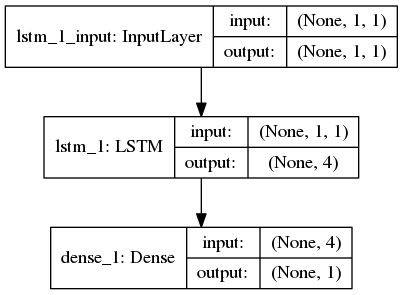 lstm_1_input: InputLayer
input: (None, 1, 1)
output: (None, 1, 1)
lstm_1: LSTM
input: (None, 1, 1)
output: (None, 4)
dense_1: Dense
input: (None, 4)
output: (None, 1)